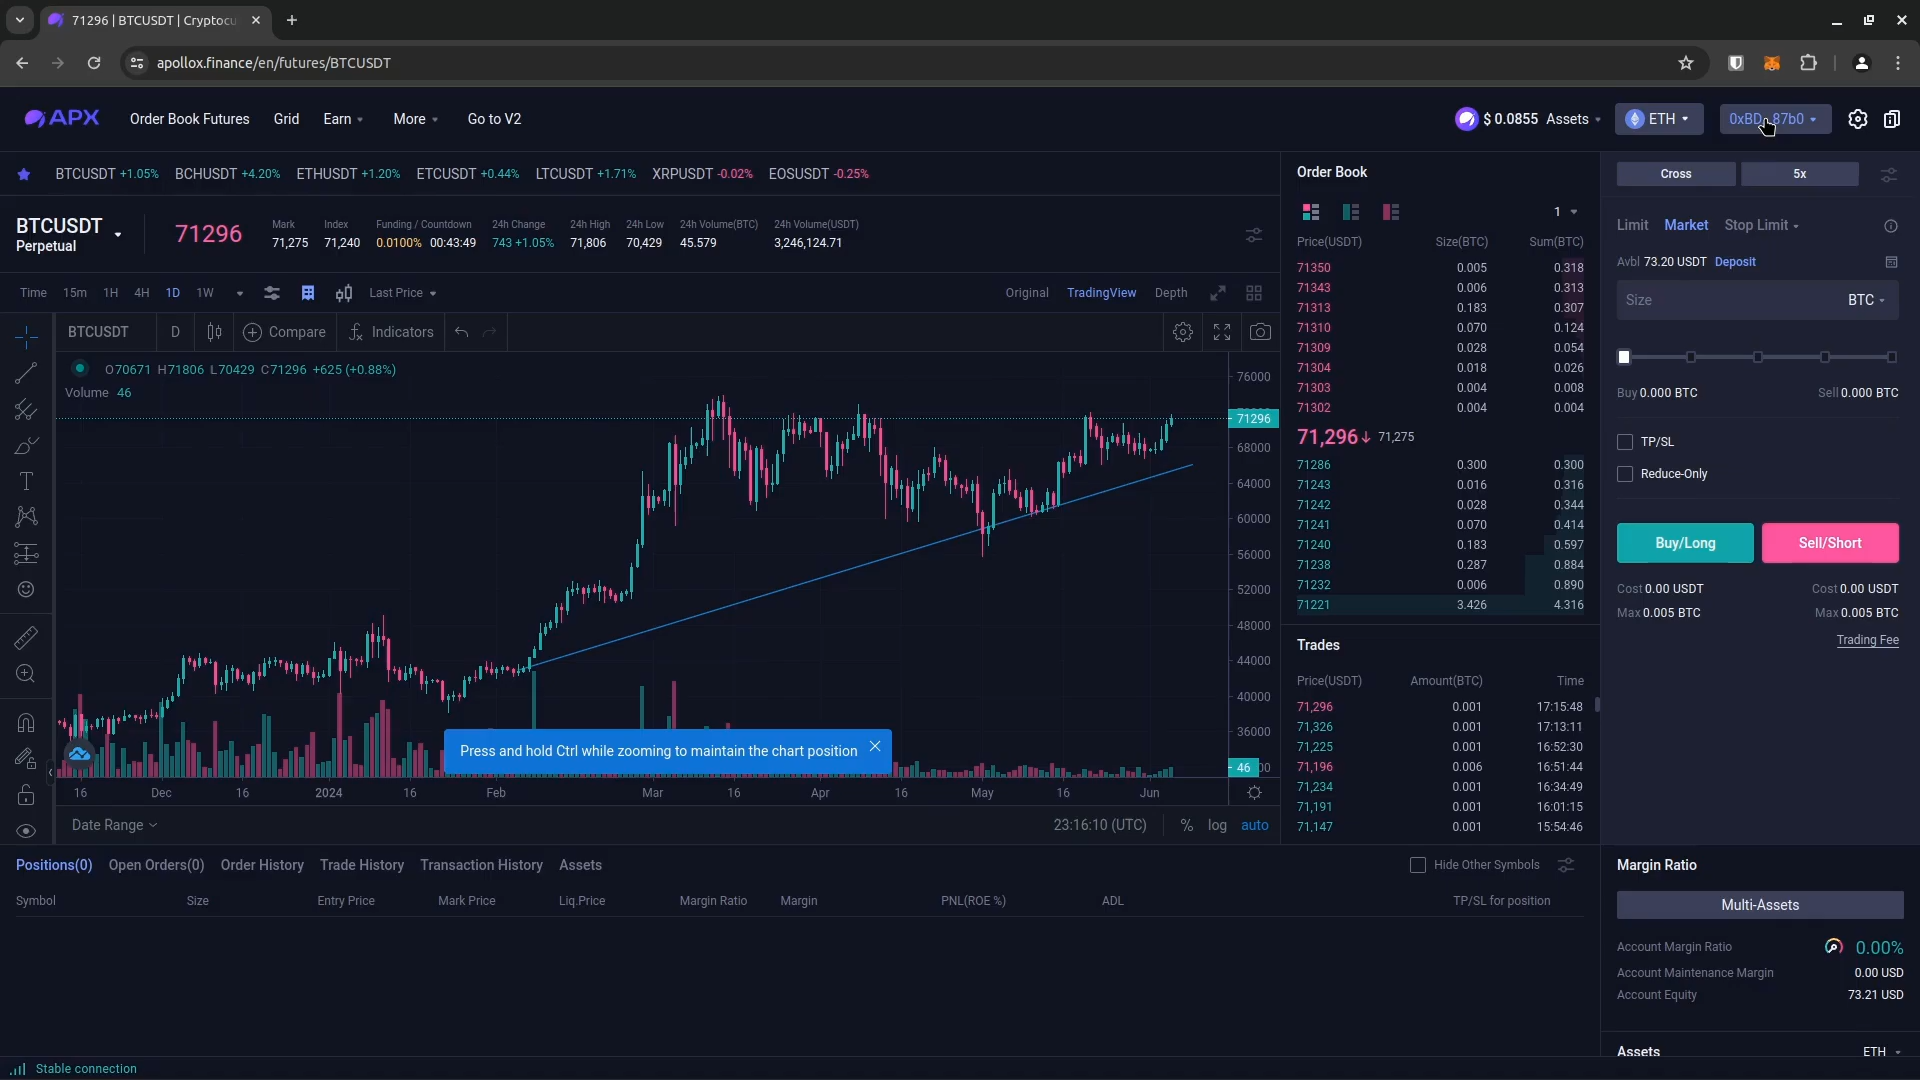 71296 | BTCUSDT | Cryptocu
apollox.finance/en/futures/BTCUSDT
APX Order Book Futures Grid Earn More Go to V2 $ 0.0855 Assets ETH 0xBD 87b0
BTCUSDT +1.05% BCHUSDT +4.20% ETHUSDT +1.20% ETCUSDT +0.44% LTCUSDT +1.71% XRPUSDT -0.02% EOSUSDT -0.25%
BTCUSDT
Perpetual
71296
Mark
71,275
Index
71,240
Funding / Countdown
0.0100% 00:43:49
24h Change
743 +1.05%
24h High
71,806
24h Low
70,429
24h Volume(BTC)
45.579
24h Volume(USDT)
3,246,124.71
Time 15m 1H 4H 1D 1W Last Price Original TradingView Depth
BTCUSDT D Compare Indicators
O70671 H71806 L70429 C71296 +625 (+0.88%)
Volume 46
76000
71296
68000
64000
60000
56000
52000
48000
44000
40000
36000
46
Press and hold Ctrl while zooming to maintain the chart position
16 Dec 16 2024 16 Feb Mar 16 Apr 16 May 16 Jun
Date Range 23:16:10 (UTC) % log auto
Order Book
1
Price(USDT) Size(BTC) Sum(BTC)
71350 0.005 0.318
71343 0.006 0.313
71313 0.183 0.307
71310 0.070 0.124
71309 0.028 0.054
71304 0.018 0.026
71303 0.004 0.008
71302 0.004 0.004
71,296↓ 71,275
71286 0.300 0.300
71243 0.016 0.316
71242 0.028 0.344
71241 0.070 0.414
71240 0.183 0.597
71238 0.287 0.884
71232 0.006 0.890
71221 3.426 4.316
Trades
Price(USDT) Amount(BTC) Time
71,296 0.001 17:15:48
71,326 0.001 17:13:11
71,225 0.001 16:52:30
71,196 0.006 16:51:44
71,234 0.001 16:34:49
71,191 0.001 16:01:15
71,147 0.001 15:54:46
Cross 5x
Limit Market Stop Limit
Avbl 73.20 USDT Deposit
Size BTC
Buy 0.000 BTC Sell 0.000 BTC
TP/SL
Reduce-Only
Buy/Long Sell/Short
Cost 0.00 USDT Cost 0.00 USDT
Max 0.005 BTC Max 0.005 BTC
Trading Fee
Positions(0) Open Orders(0) Order History Trade History Transaction History Assets Hide Other Symbols
Symbol Size Entry Price Mark Price Liq.Price Margin Ratio Margin PNL(ROE %) ADL TP/SL for position
Margin Ratio
Multi-Assets
Account Margin Ratio 0.00%
Account Maintenance Margin 0.00 USD
Account Equity 73.21 USD
Assets ETH
Stable connection